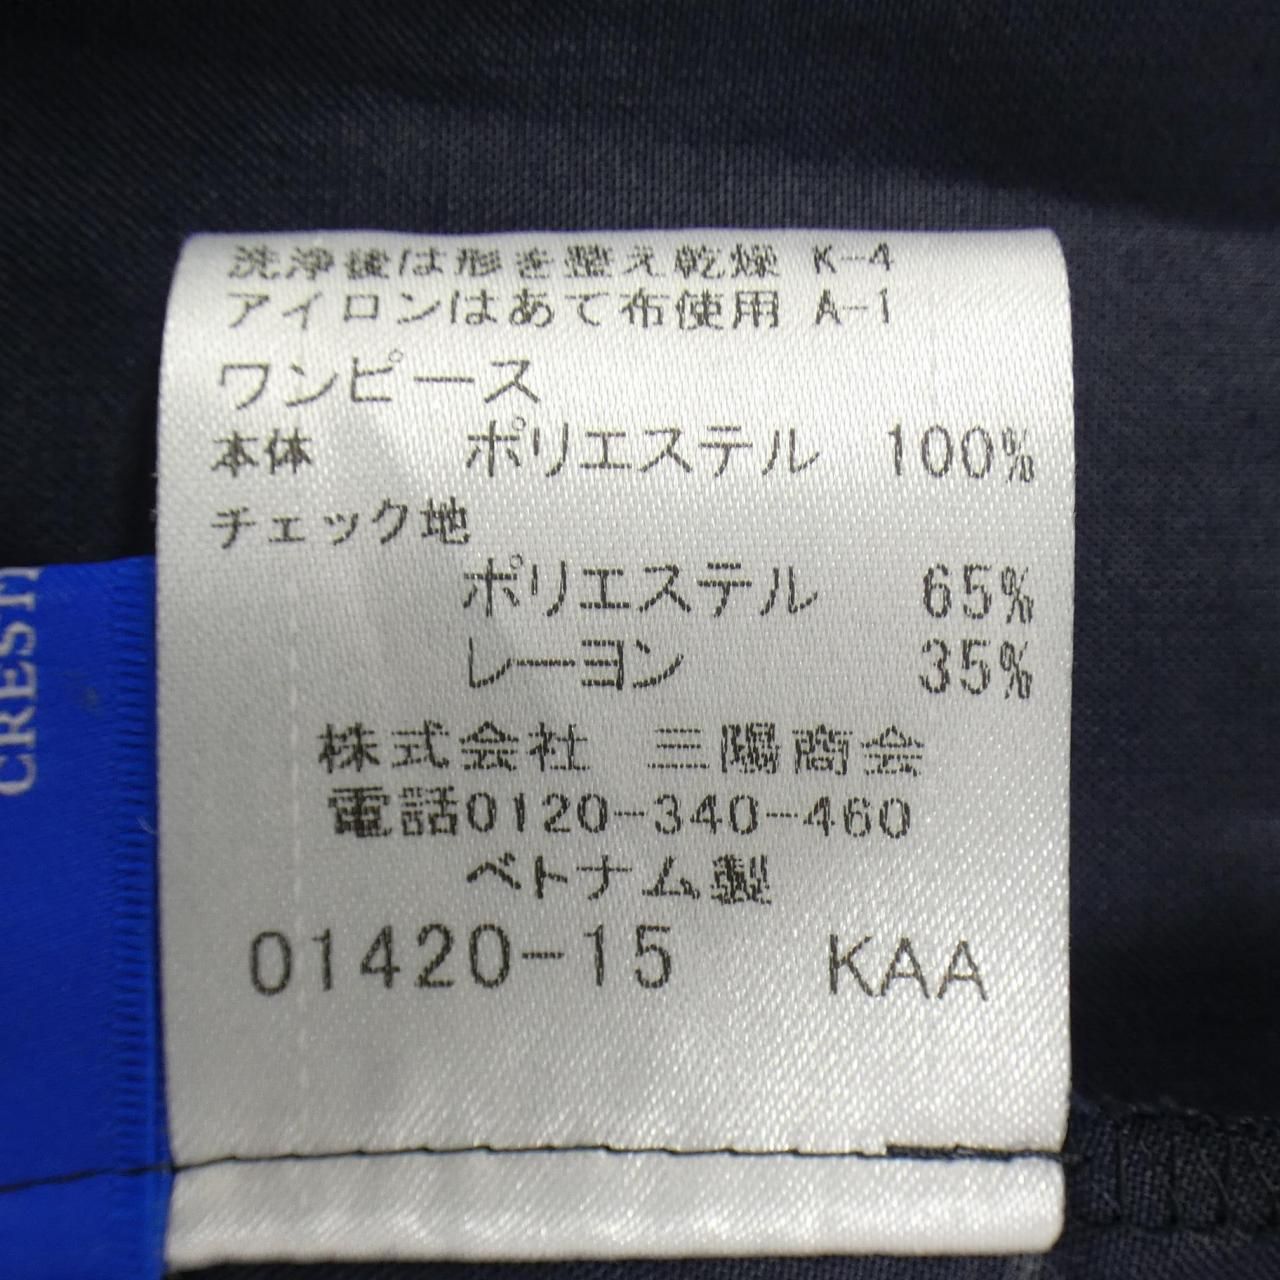 洗浄後は形を整え乾燥 K-4
アイロンはあて布使用 A-1
ワンピース
本体 ポリエステル 100%
チェック地
ポリエステル 65%
レーヨン 35%
株式会社 三陽商会
電話0120-340-460
ベトナム製
01420-15 KAA
CREST